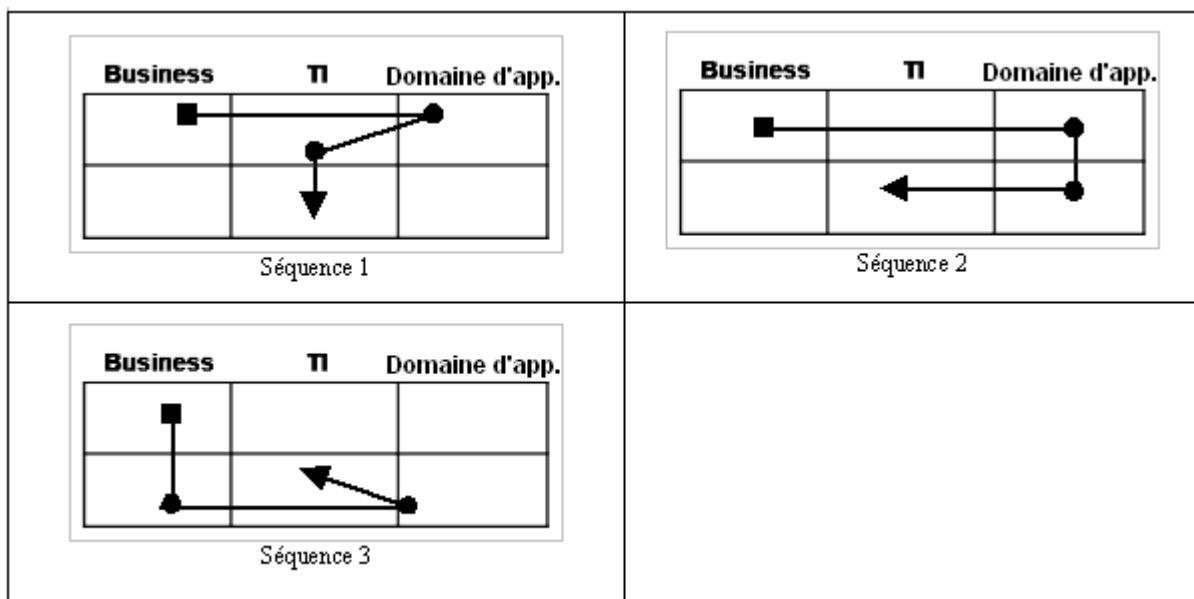 Business TI Domaine d'app.
Séquence 1
Business TI Domaine d'app.
Séquence 2
Business TI Domaine d'app.
Séquence 3